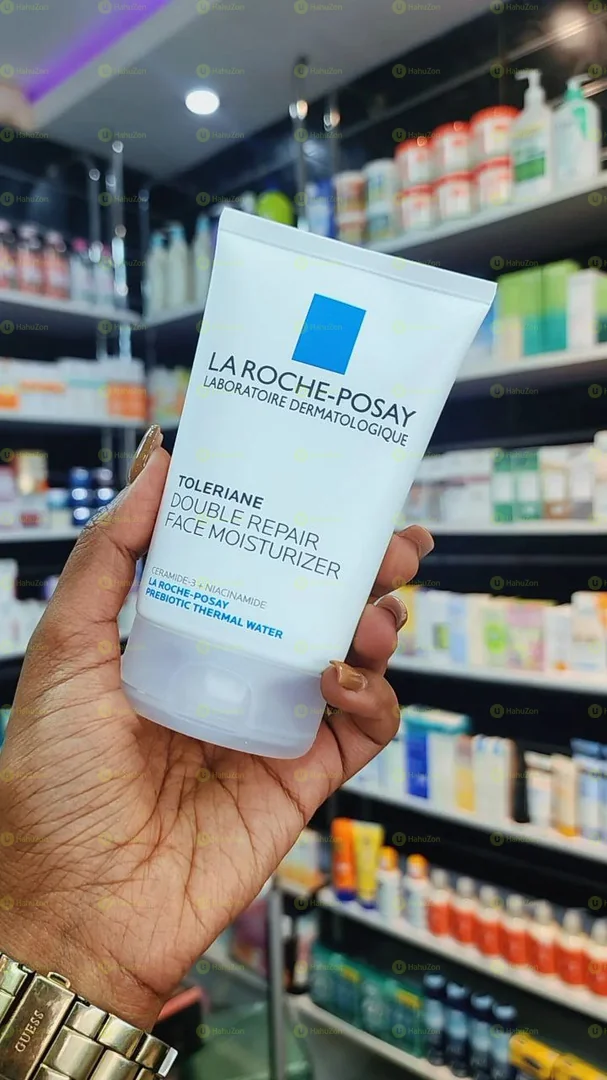 LA ROCHE-POSAY
LABORATOIRE DERMATOLOGIQUE
TOLERIANE
DOUBLE REPAIR
FACE MOISTURIZER
CERAMIDE-3 + NIACINAMIDE
LA ROCHE-POSAY
PREBIOTIC THERMAL WATER
GUESS
HahuZon